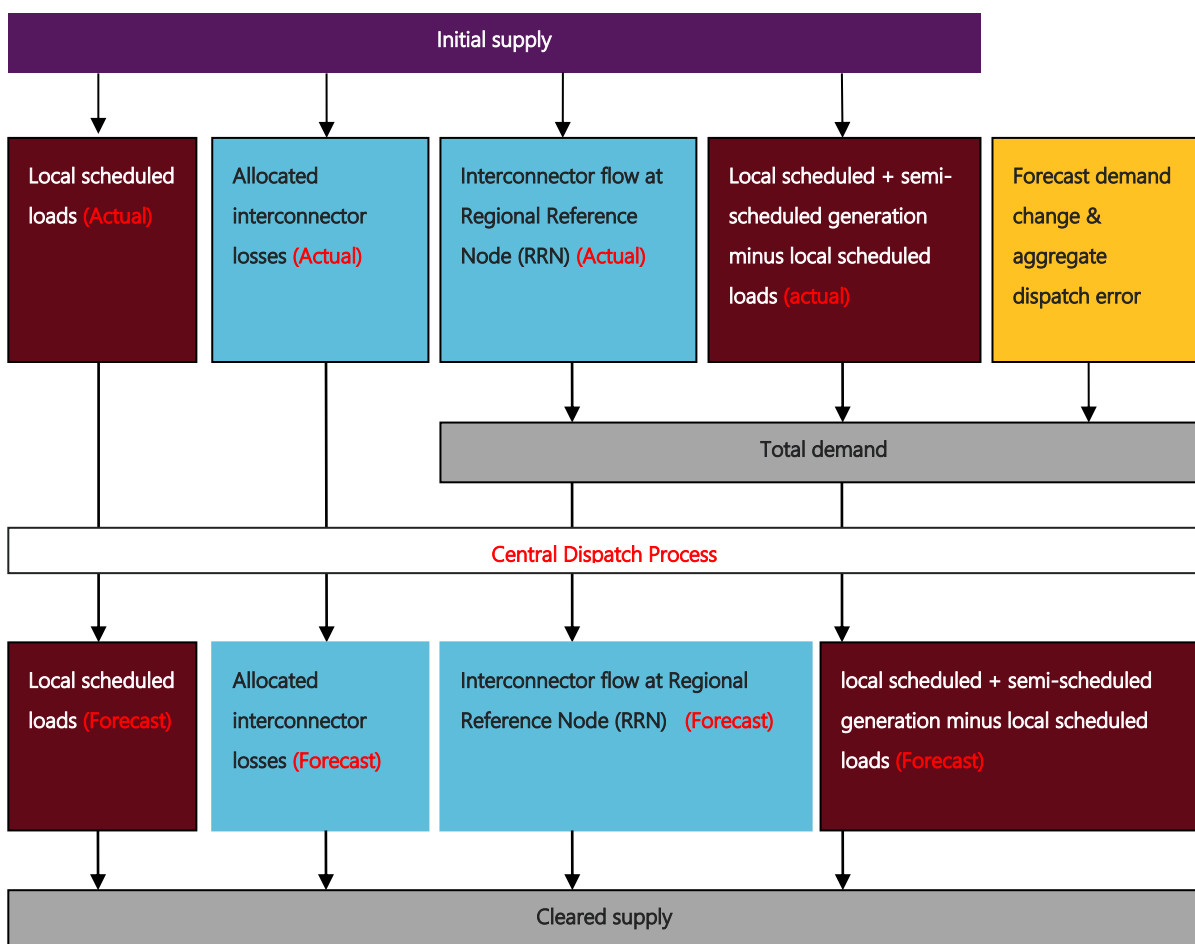 Initial supply
Local scheduled
loads (Actual)
Allocated
interconnector
losses (Actual)
Interconnector flow at
Regional Reference
Node (RRN) (Actual)
Local scheduled + semi-
scheduled generation
minus local scheduled
loads (actual)
Forecast demand
change &
aggregate
dispatch error
Total demand
Central Dispatch Process
Local scheduled
loads (Forecast)
Allocated
interconnector
losses (Forecast)
Interconnector flow at Regional
Reference Node (RRN) (Forecast)
local scheduled + semi-scheduled
generation minus local scheduled
loads (Forecast)
Cleared supply